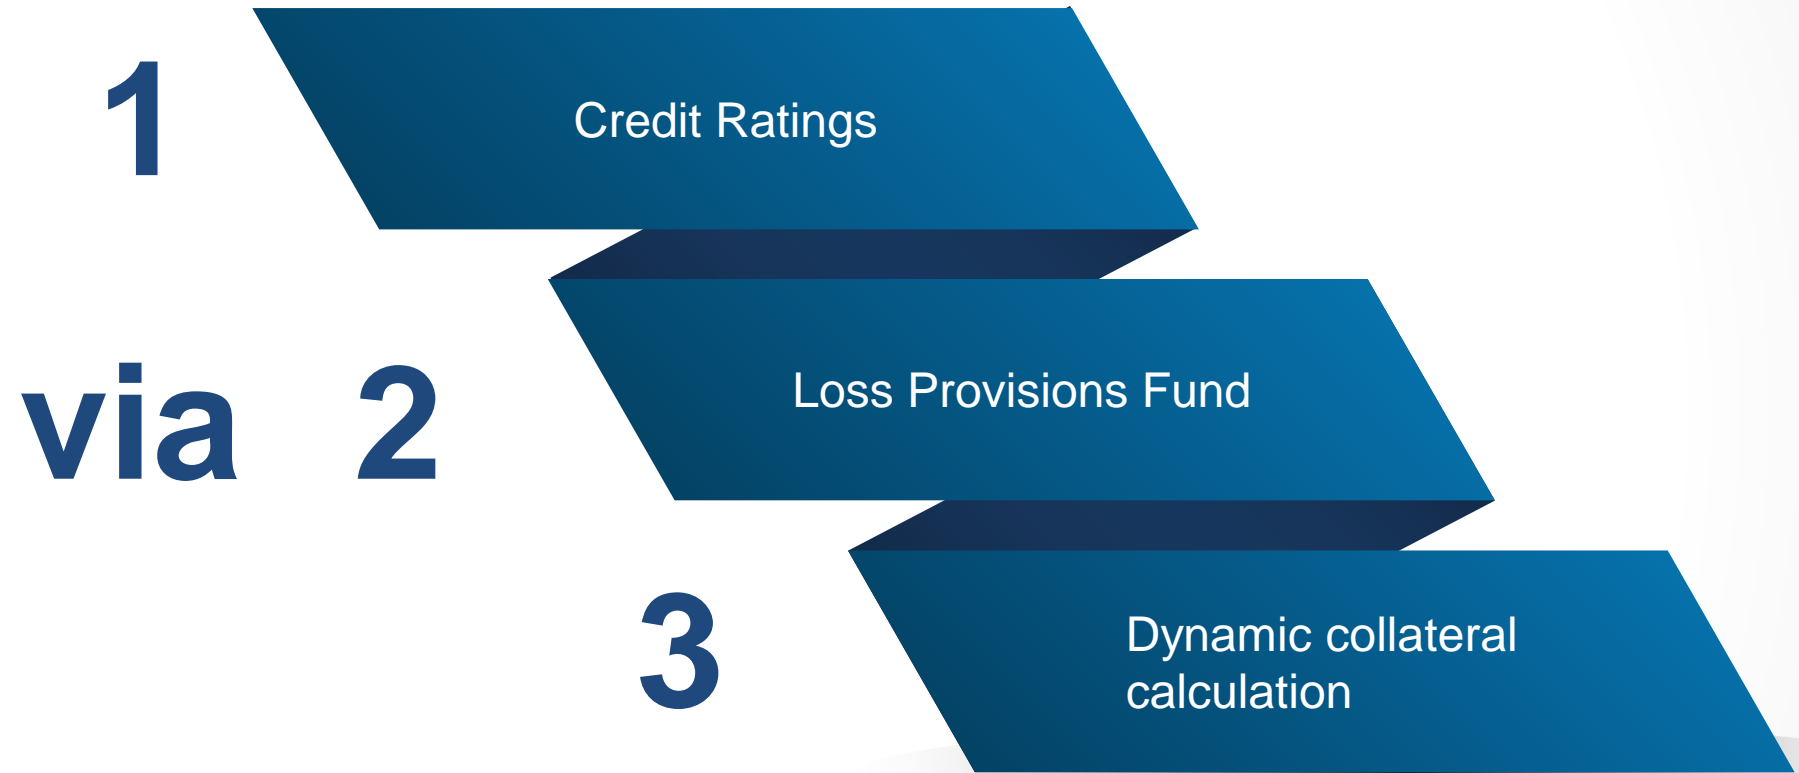 1
Credit Ratings
via 2
Loss Provisions Fund
3
Dynamic collateral
calculation